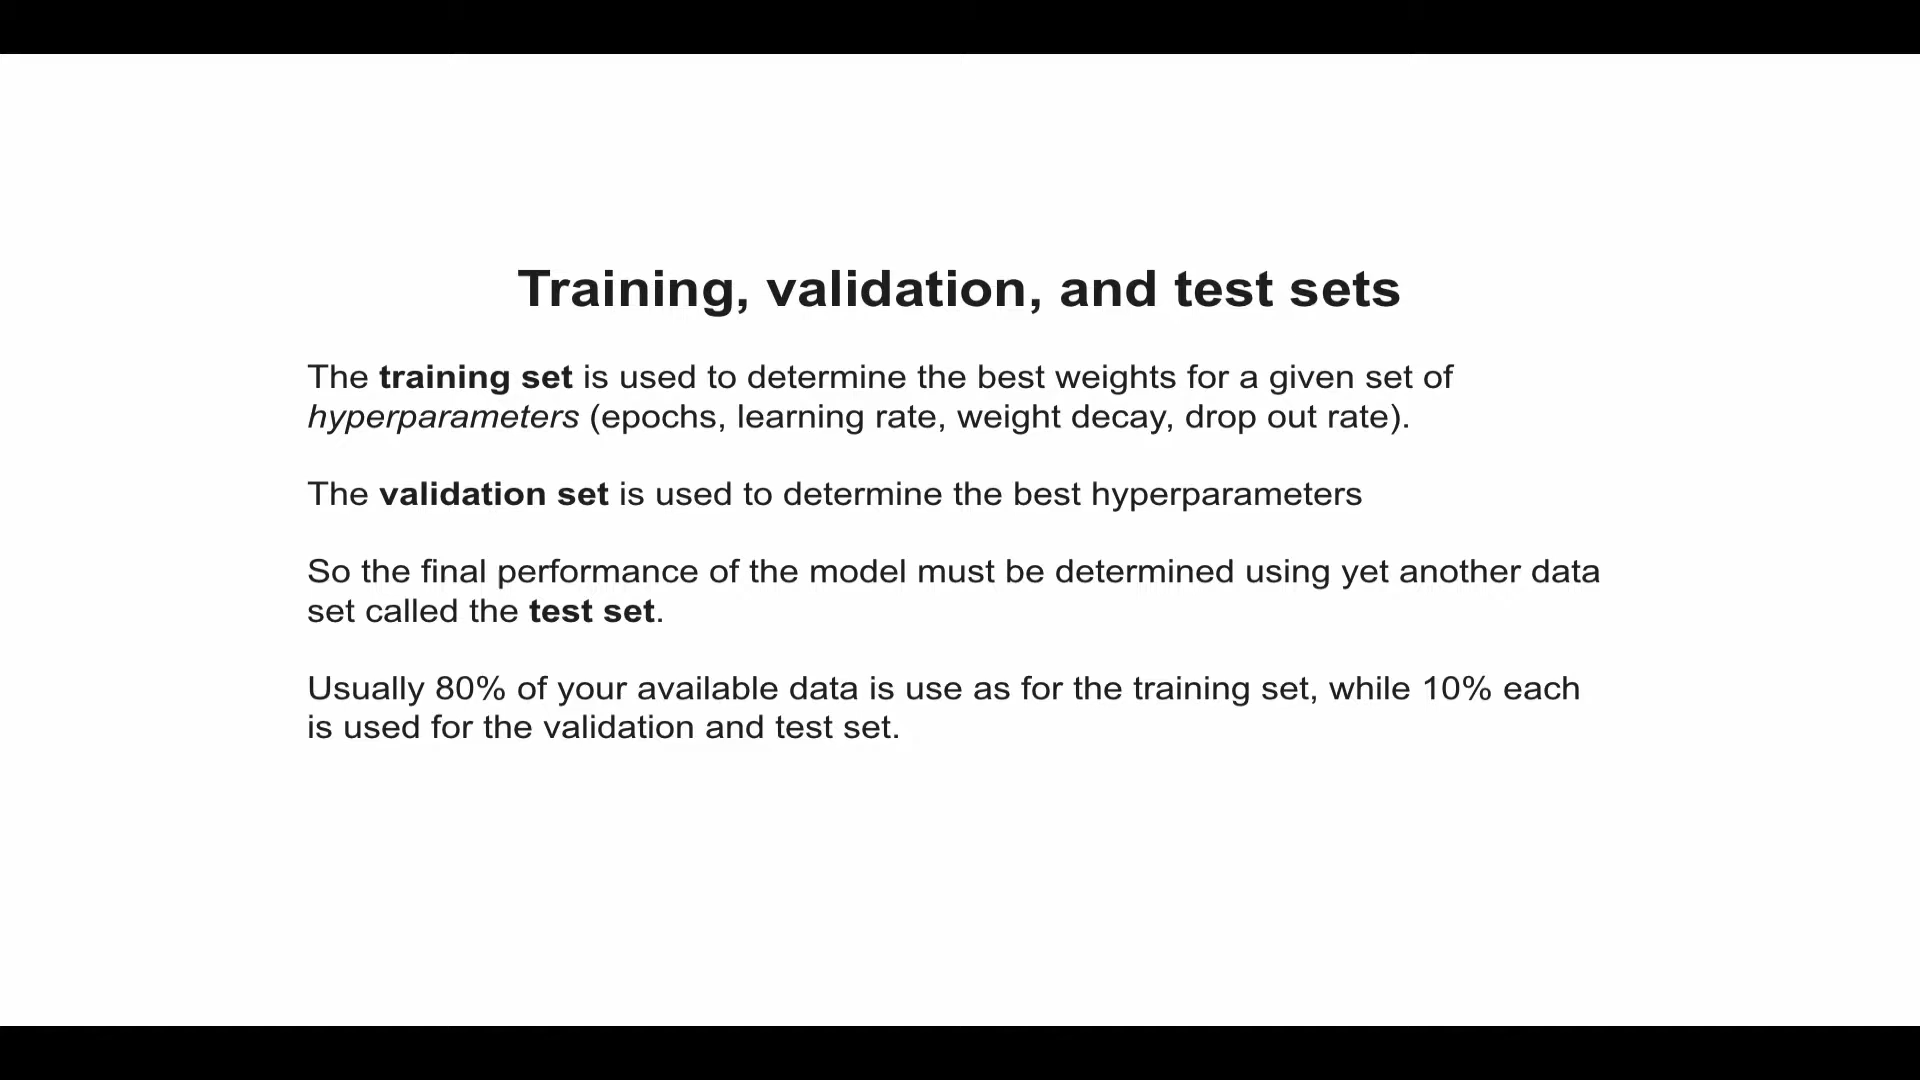 Training, validation, and test sets
The training set is used to determine the best weights for a given set of
hyperparameters (epochs, learning rate, weight decay, drop out rate).
The validation set is used to determine the best hyperparameters
So the final performance of the model must be determined using yet another data
set called the test set.
Usually 80% of your available data is use as for the training set, while 10% each
is used for the validation and test set.